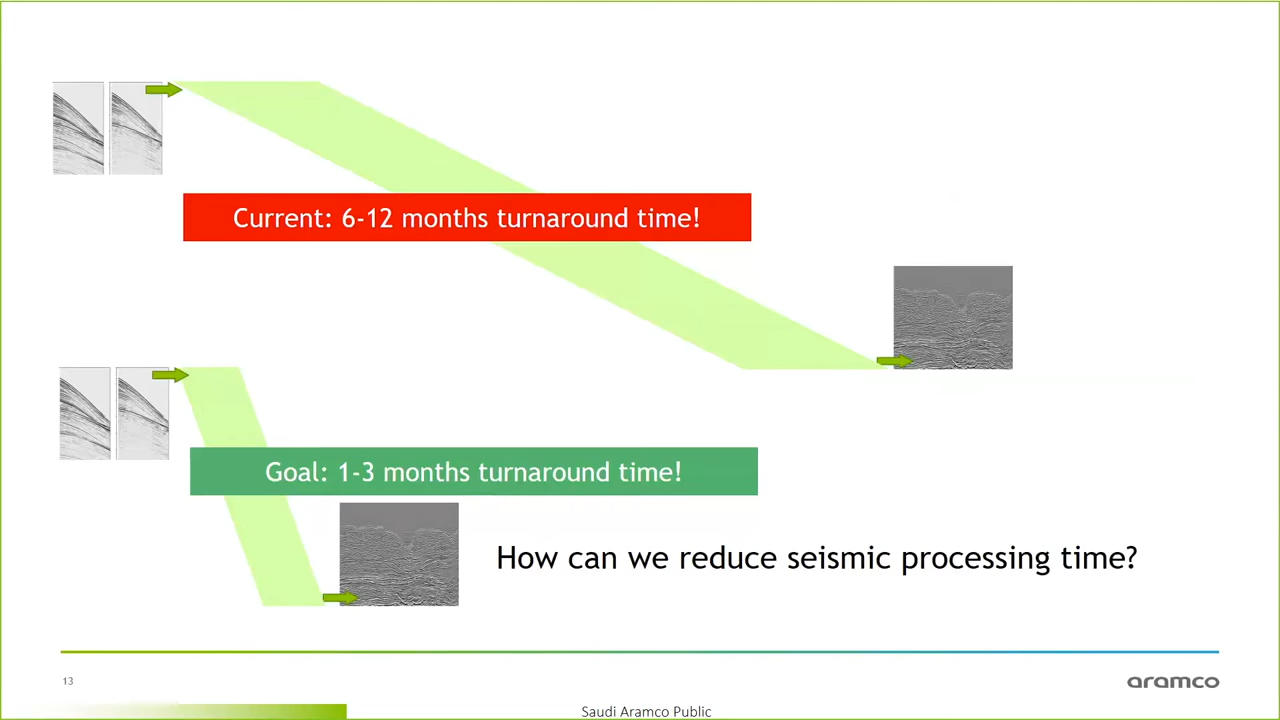 Current: 6-12 months turnaround time!
Goal: 1-3 months turnaround time!
How can we reduce seismic processing time?
13
aramco
Saudi Aramco Public